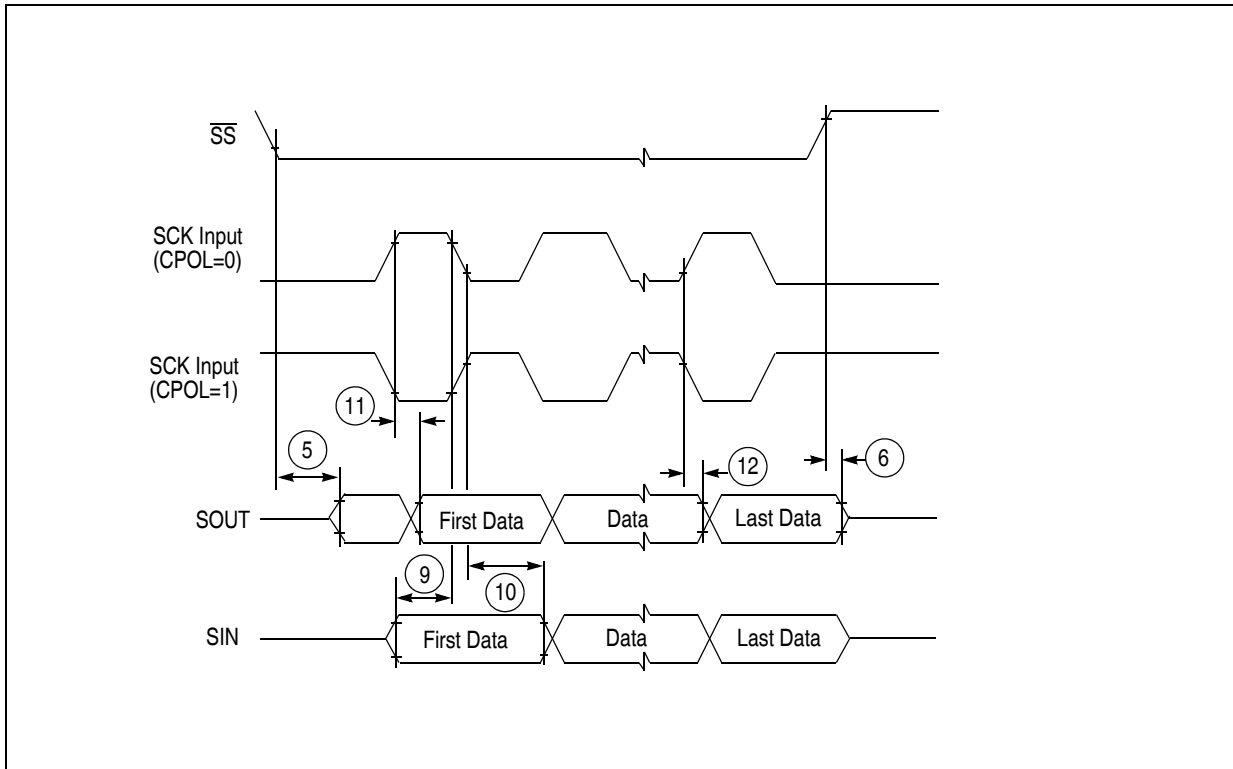 SS
SCK Input
(CPOL=0)
SCK Input
(CPOL=1)
11
5
12
6
SOUT
First Data
Data
Last Data
9
10
SIN
First Data
Data
Last Data